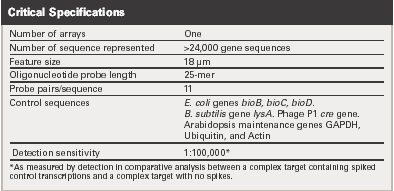 Critical Specifications
Number of arrays One
Number of sequence represented >24,000 gene sequences
Feature size 18 µm
Oligonucleotide probe length 25-mer
Probe pairs/sequence 11
Control sequences E. coli genes bioB, bioC, bioD.
B. subtilis gene lysA. Phage P1 cre gene.
Arabidopsis maintenance genes GAPDH,
Ubiquitin, and Actin
Detection sensitivity 1:100,000*
*As measured by detection in comparative analysis between a complex target containing spiked
control transcriptions and a complex target with no spikes.